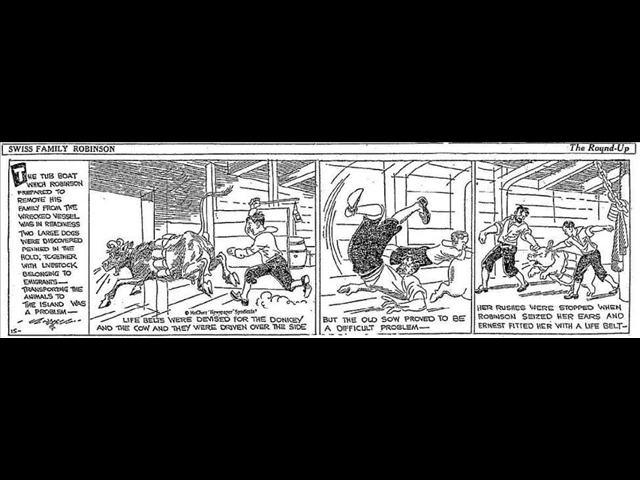 SWISS FAMILY ROBINSON
The Round-Up
THE TUB BOAT
WHICH ROBINSON
PREPARED TO
REMOVE HIS
FAMILY FROM THE
WRECKED VESSEL
WAS IN READINESS
TWO LARGE DOGS
WERE DISCOVERED
PENNED IN THE
HOLD, TOGETHER
WITH LIVESTOCK
BELONGING TO
EMIGRANTS—
TRANSPORTING THE
ANIMALS TO
THE ISLAND WAS
A PROBLEM—
15-
© McClure Newspaper Syndicate
LIFE BELTS WERE DEVISED FOR THE DONKEY
AND THE COW AND THEY WERE DRIVEN OVER THE SIDE
BUT THE OLD SOW PROVED TO BE
A DIFFICULT PROBLEM—
HER RUSHES WERE STOPPED WHEN
ROBINSON SEIZED HER EARS AND
ERNEST FITTED HER WITH A LIFE BELT-